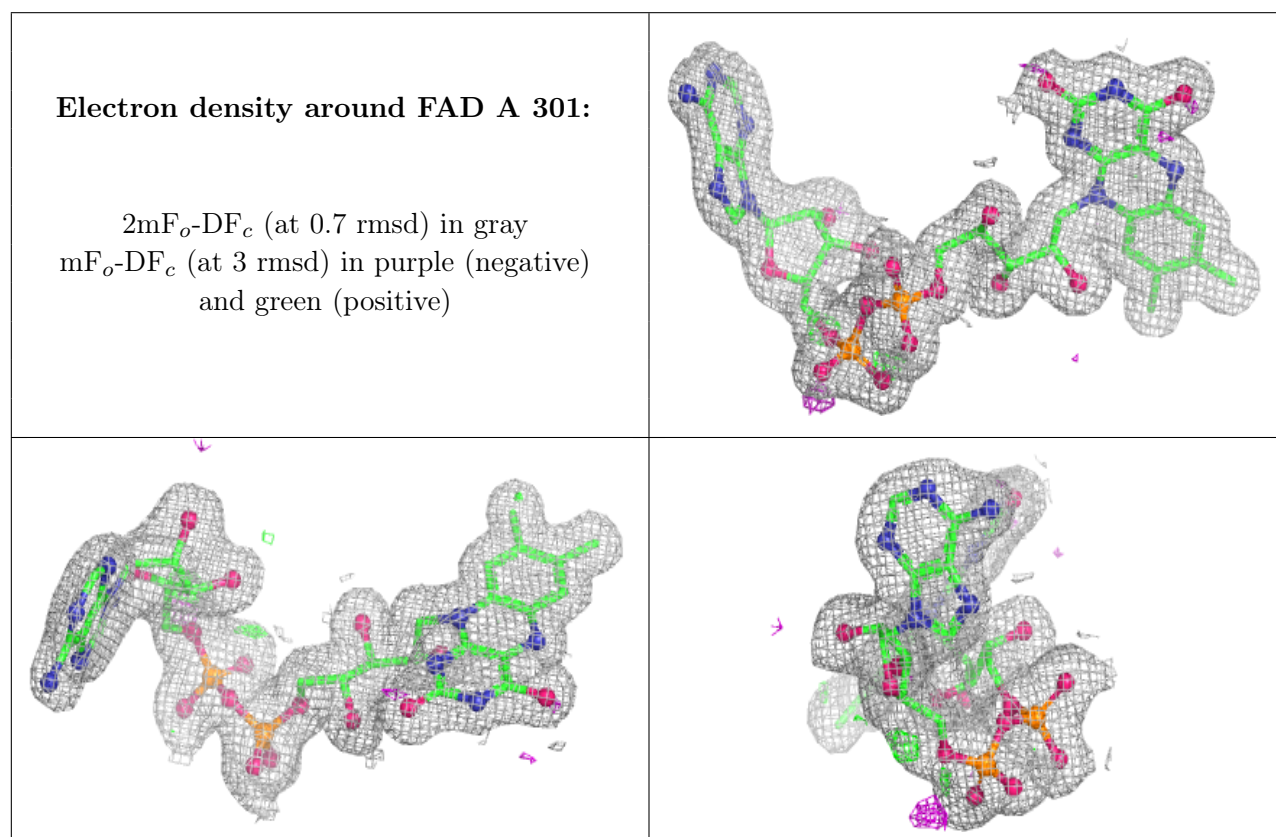 Electron density around FAD A 301:
2mFo-DFc (at 0.7 rmsd) in gray
mFo-DFc (at 3 rmsd) in purple (negative)
and green (positive)